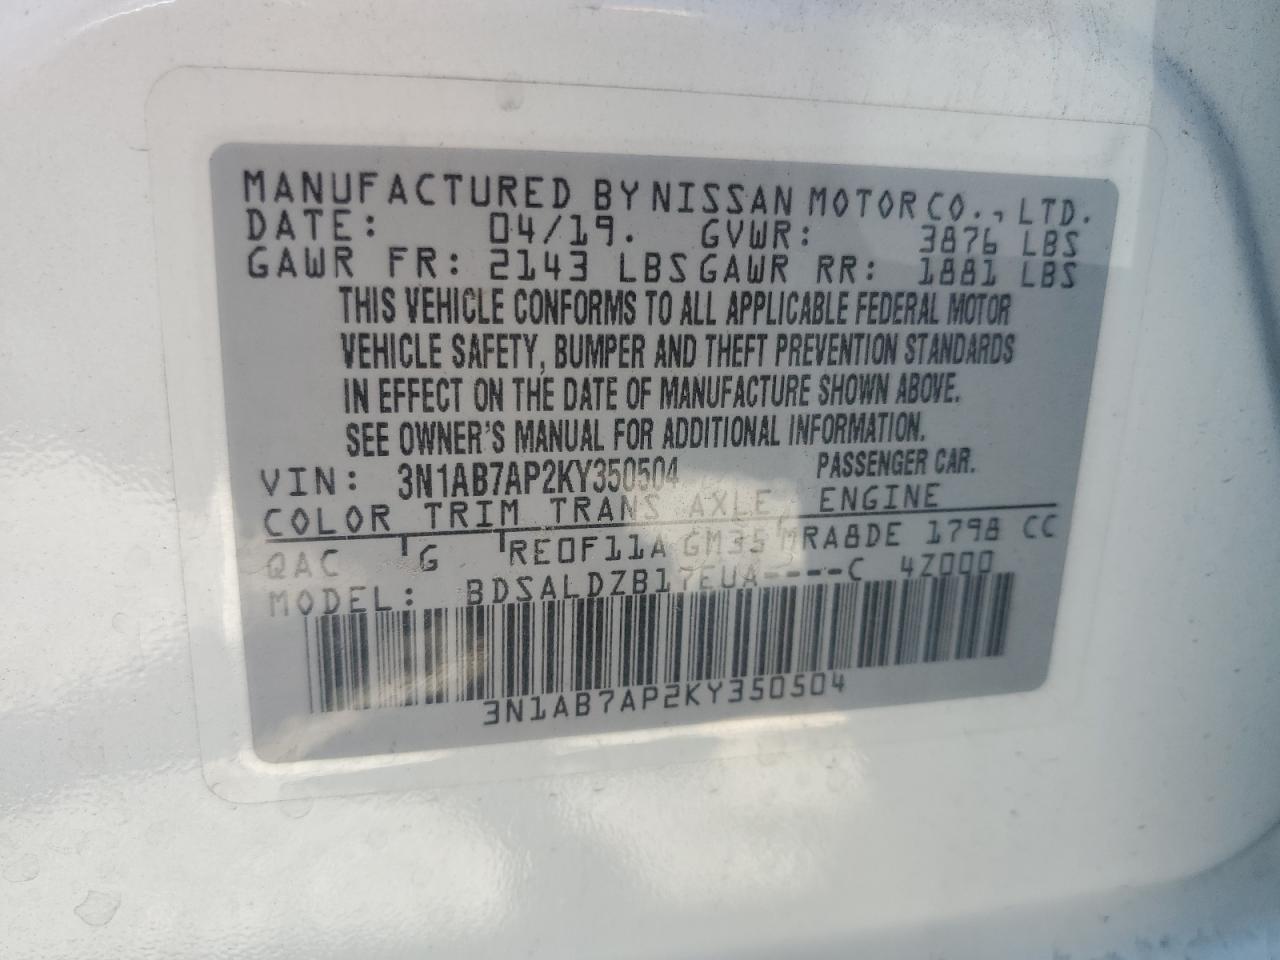 MANUFACTURED BY NISSAN MOTOR CO., LTD.
DATE: 04/19. GVWR: 3876 LBS
GAWR FR: 2143 LBS GAWR RR: 1881 LBS
THIS VEHICLE CONFORMS TO ALL APPLICABLE FEDERAL MOTOR
VEHICLE SAFETY, BUMPER AND THEFT PREVENTION STANDARDS
IN EFFECT ON THE DATE OF MANUFACTURE SHOWN ABOVE.
SEE OWNER'S MANUAL FOR ADDITIONAL INFORMATION.
VIN: 3N1AB7AP2KY350504 PASSENGER CAR.
COLOR TRIM TRANS AXLE ENGINE
QAC G RE0F11A GM35 MRA8DE 1798 CC
MODEL: BDSALDZB17EUA----C 4Z000
3N1AB7AP2KY350504